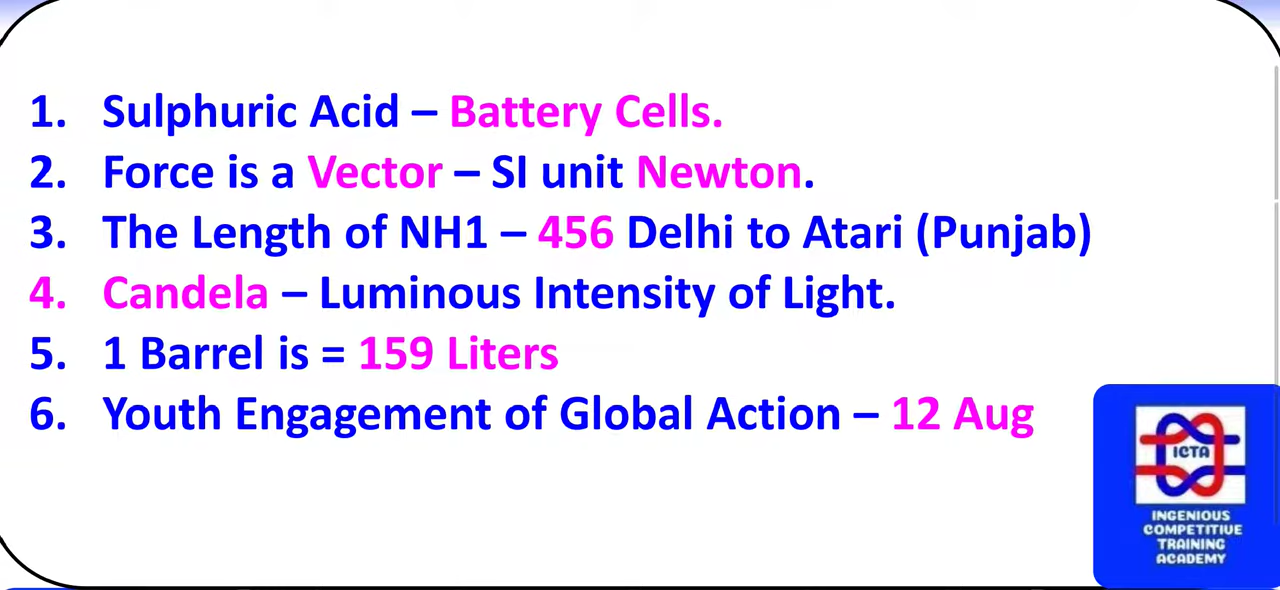 1. Sulphuric Acid – Battery Cells.
2. Force is a Vector – SI unit Newton.
3. The Length of NH1 – 456 Delhi to Atari (Punjab)
4. Candela – Luminous Intensity of Light.
5. 1 Barrel is = 159 Liters
6. Youth Engagement of Global Action – 12 Aug
ICTA
INGENIOUS
COMPETITIVE
TRAINING
ACADEMY